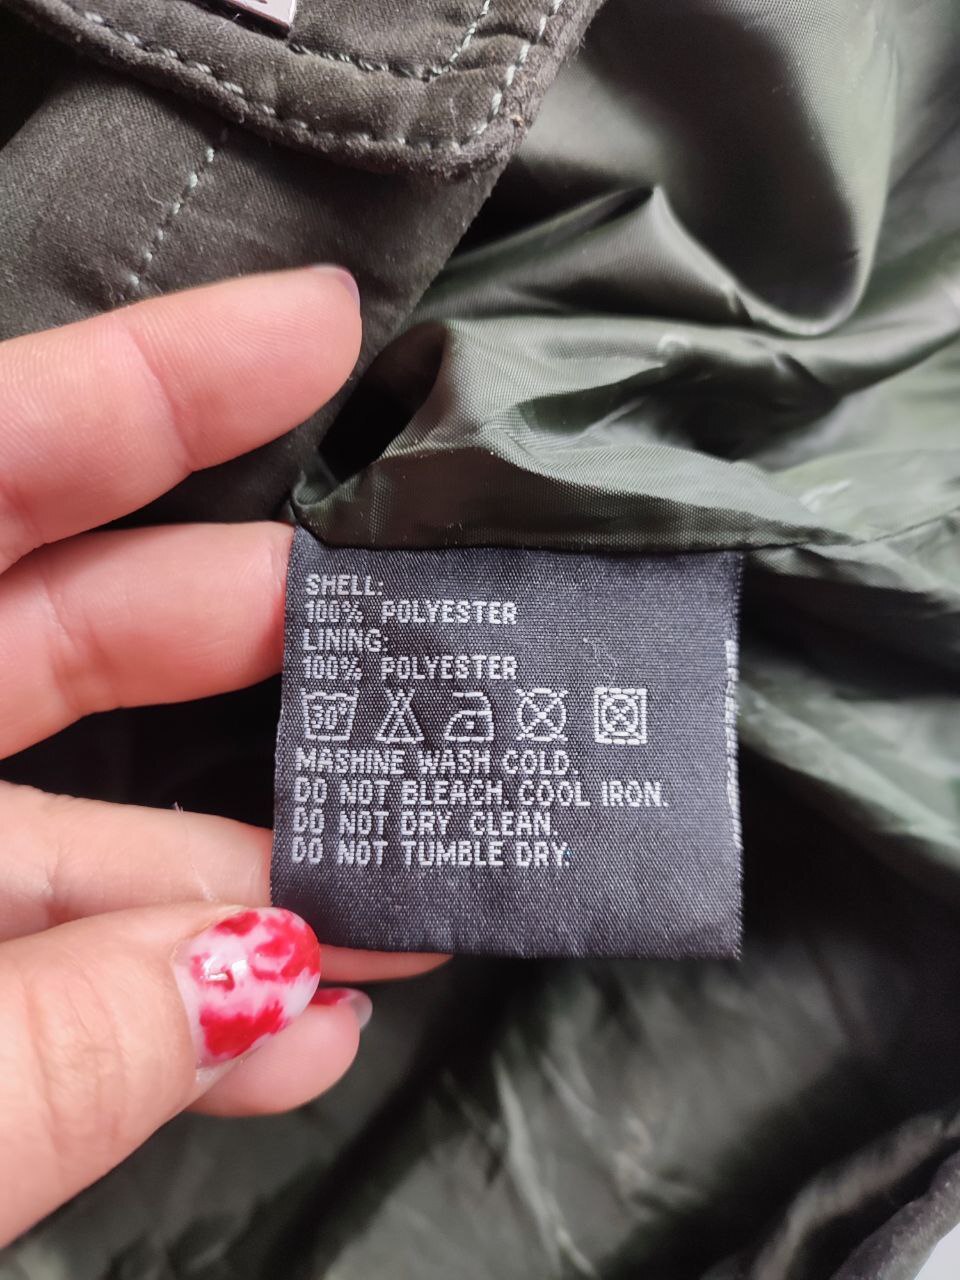 SHELL:
100% POLYESTER
LINING:
100% POLYESTER
30
MASHINE WASH COLD.
DO NOT BLEACH. COOL IRON.
DO NOT DRY CLEAN.
DO NOT TUMBLE DRY.